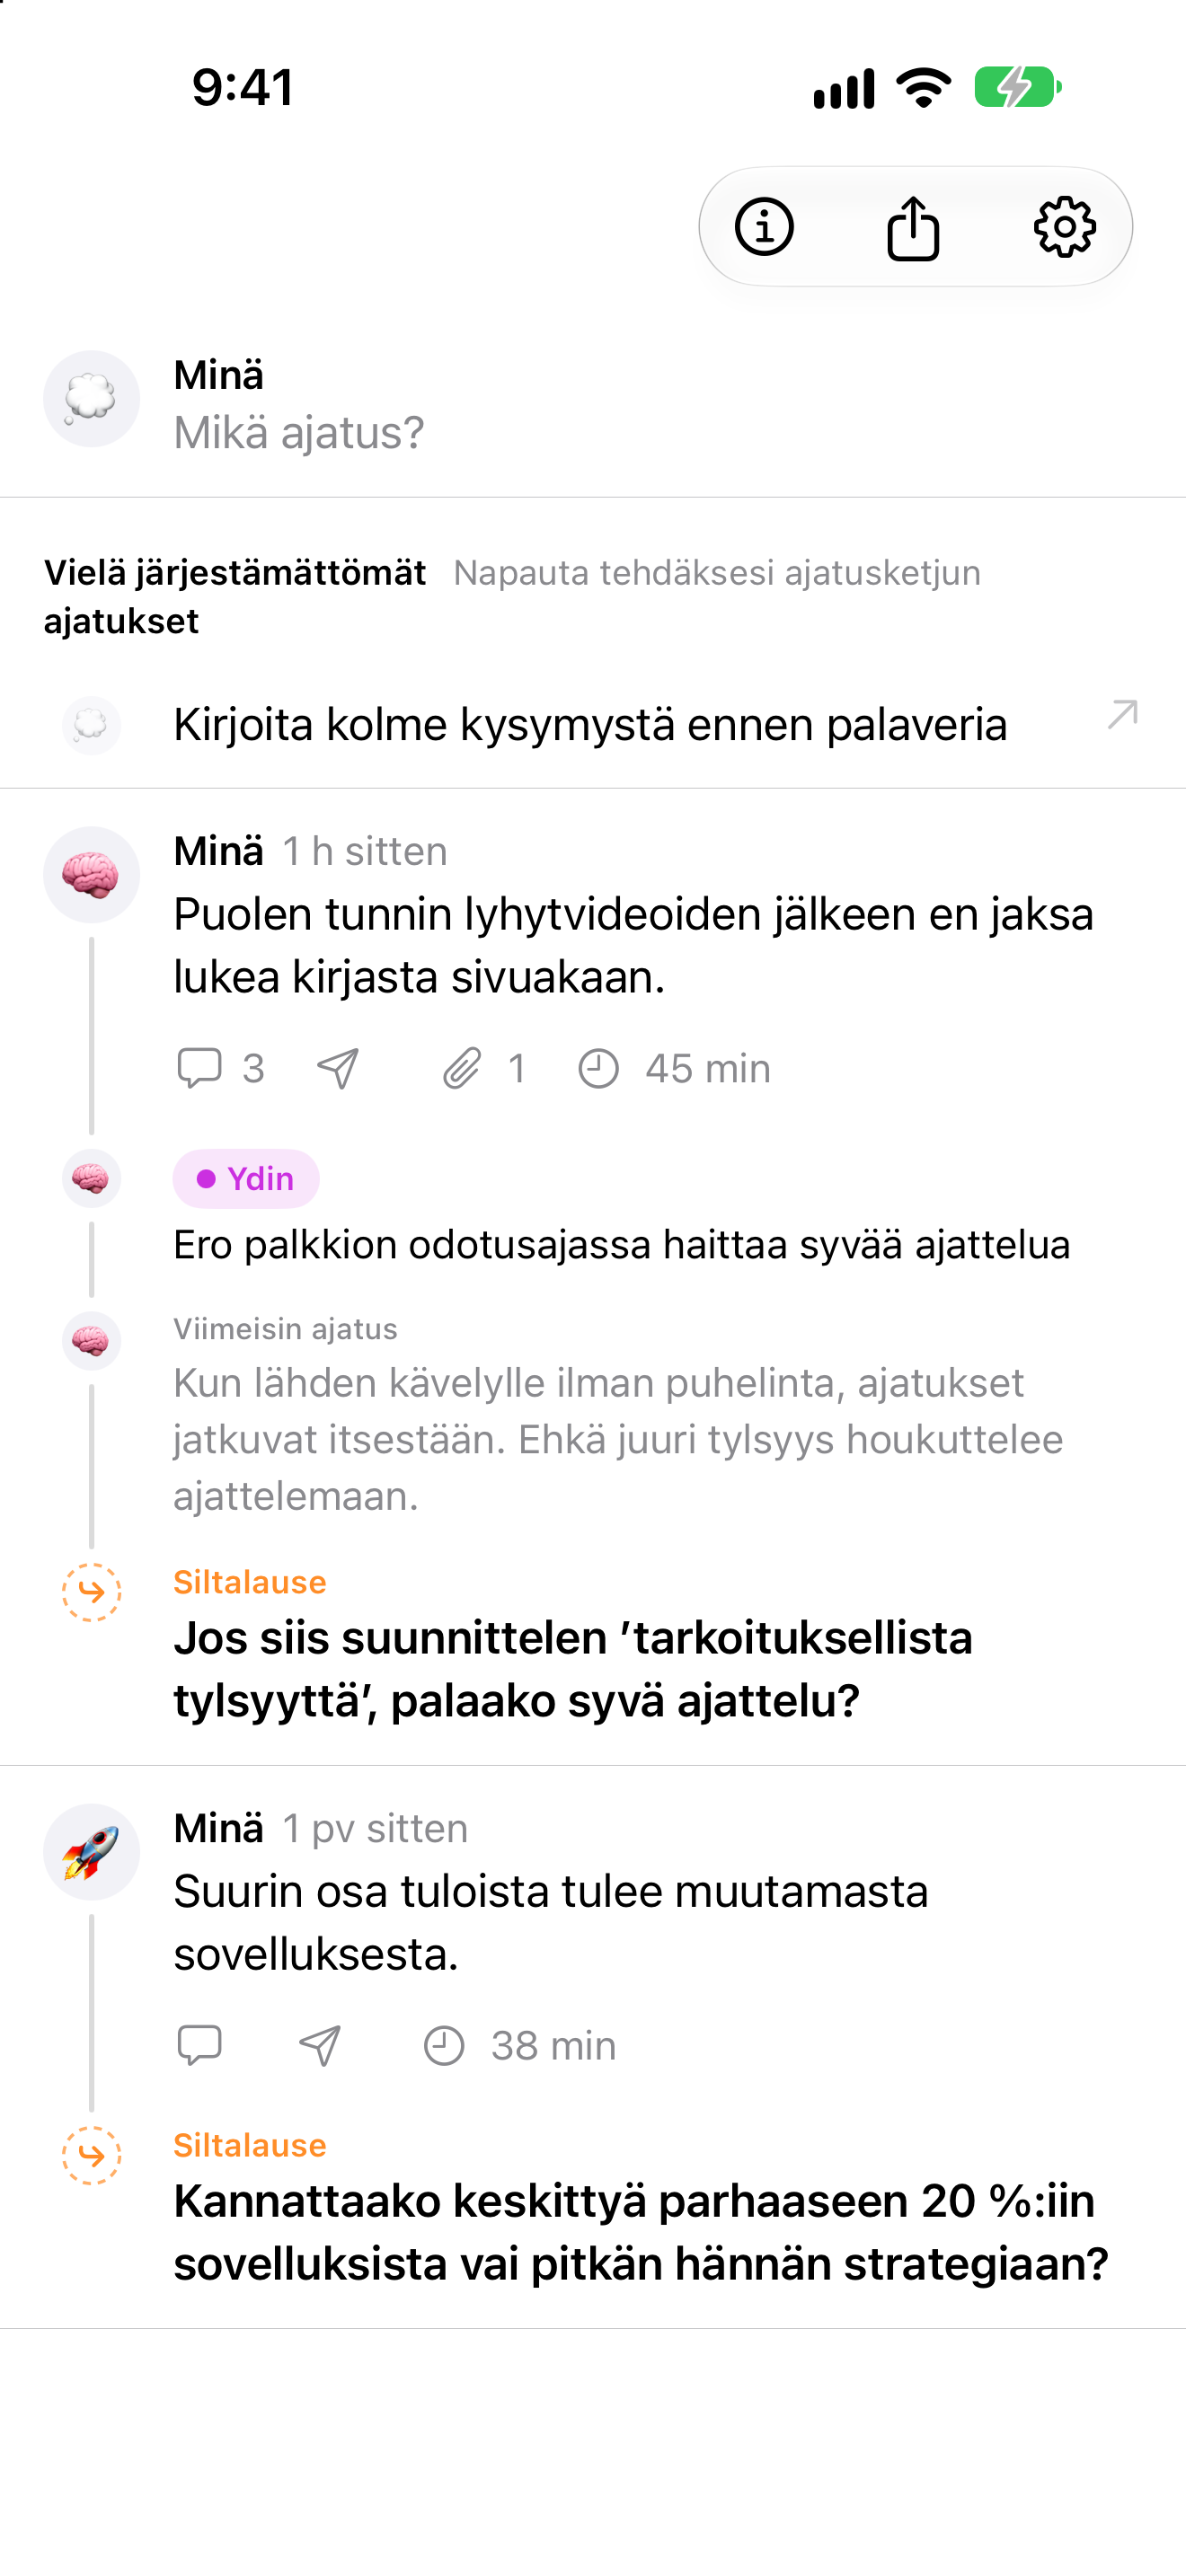 9:41
Minä
Mikä ajatus?
Vielä järjestämättömät ajatukset
Napauta tehdäksesi ajatusketjun
Kirjoita kolme kysymystä ennen palaveria
Minä 1 h sitten
Puolen tunnin lyhytvideoiden jälkeen en jaksa
lukea kirjasta sivuakaan.
3 1 45 min
Ydin
Ero palkkion odotusajassa haittaa syvää ajattelua
Viimeisin ajatus
Kun lähden kävelylle ilman puhelinta, ajatukset
jatkuvat itsestään. Ehkä juuri tylsyys houkuttelee
ajattelemaan.
Siltalause
Jos siis suunnittelen ’tarkoituksellista
tylsyyttä’, palaako syvä ajattelu?
Minä 1 pv sitten
Suurin osa tuloista tulee muutamasta
sovelluksesta.
38 min
Siltalause
Kannattaako keskittyä parhaaseen 20 %:iin
sovelluksista vai pitkän hännän strategiaan?